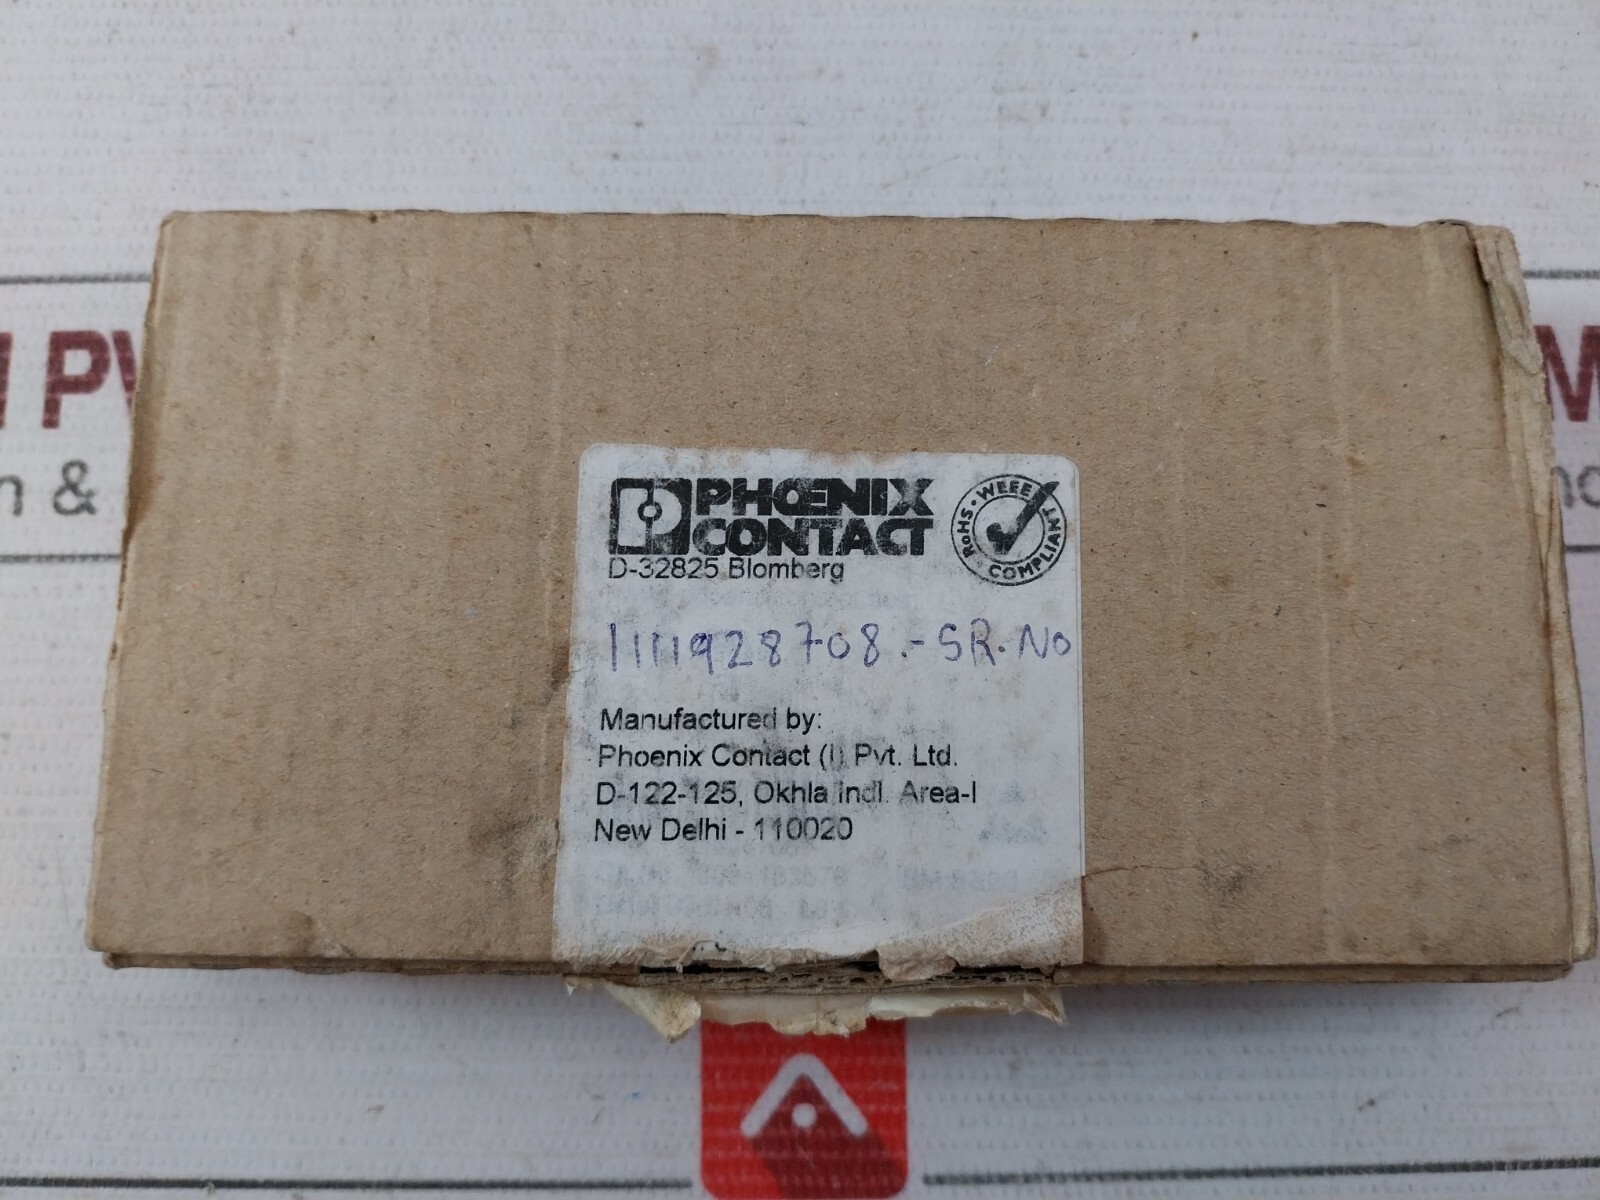 PHOENIX
CONTACT
D-32825 Blomberg
RoHS · WEEE
COMPLIANT
1111928708.-SR.No
Manufactured by:
Phoenix Contact (I) Pvt. Ltd.
D-122-125, Okhla Indl. Area-I
New Delhi - 110020
n &